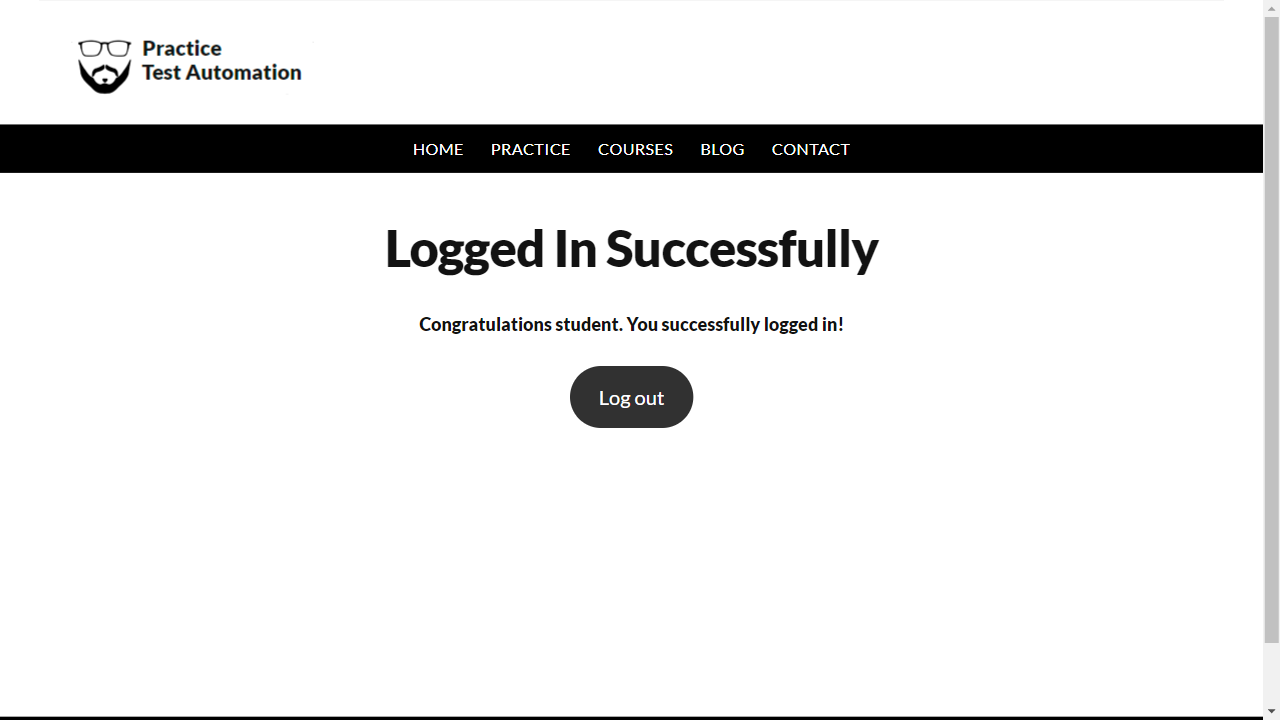 Practice
Test Automation
HOME PRACTICE COURSES BLOG CONTACT
Logged In Successfully
Congratulations student. You successfully logged in!
Log out